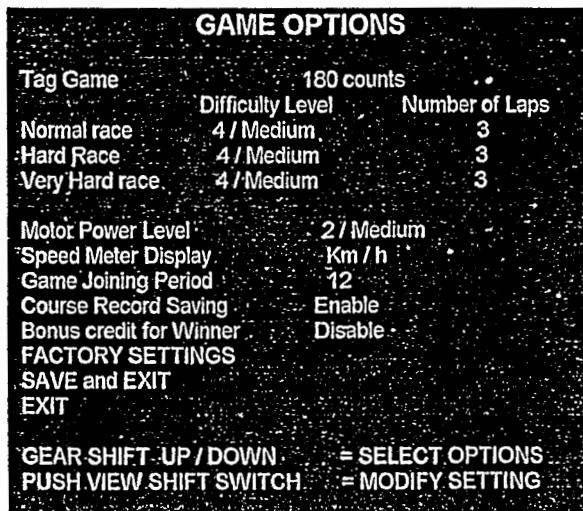 GAME OPTIONS
Tag Game 180 counts
Difficulty Level Number of Laps
Normal race 4 / Medium 3
Hard Race 4 / Medium 3
Very Hard race 4 / Medium 3
Motor Power Level 2 / Medium
Speed Meter Display Km / h
Game Joining Period 12
Course Record Saving Enable
Bonus credit for Winner Disable
FACTORY SETTINGS
SAVE and EXIT
EXIT
GEAR SHIFT UP / DOWN = SELECT OPTIONS
PUSH VIEW SHIFT SWITCH = MODIFY SETTING